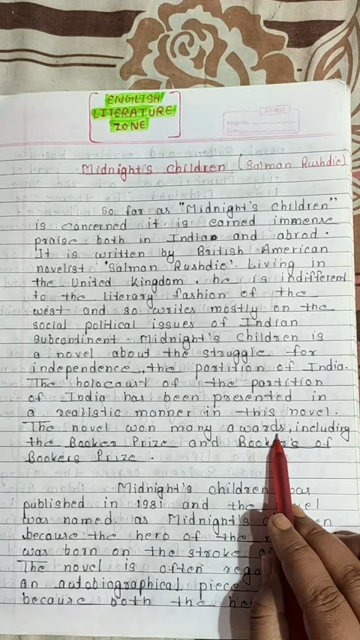 ENGLISH
LITERATURE
ZONE
Midnight's Children (Salman Rushdie)
So far as "Midnight's children"
is concerned it is earned immense
praise both in India and abrod.
It is written by British American
novelist 'Salman Rushdie'. Living in
the United Kingdom. he is indifferent
to the literary fashion of the
west and so writes mostly on the
social political issues of Indian
subcontinent. Midnight's Children is
a novel about the struggle for
independence, the partition of India.
The holocaust of the partition
of India has been presented in
a realistic manner in this novel.
The novel won many awards, including
the Booker Prize and Booker's of
Bookers Prize.
Midnight's children was
published in 1981 and the
was named as Midnight's
because the hero of the
was born on the stroke
The novel is often
an autobiographical piece
because both the